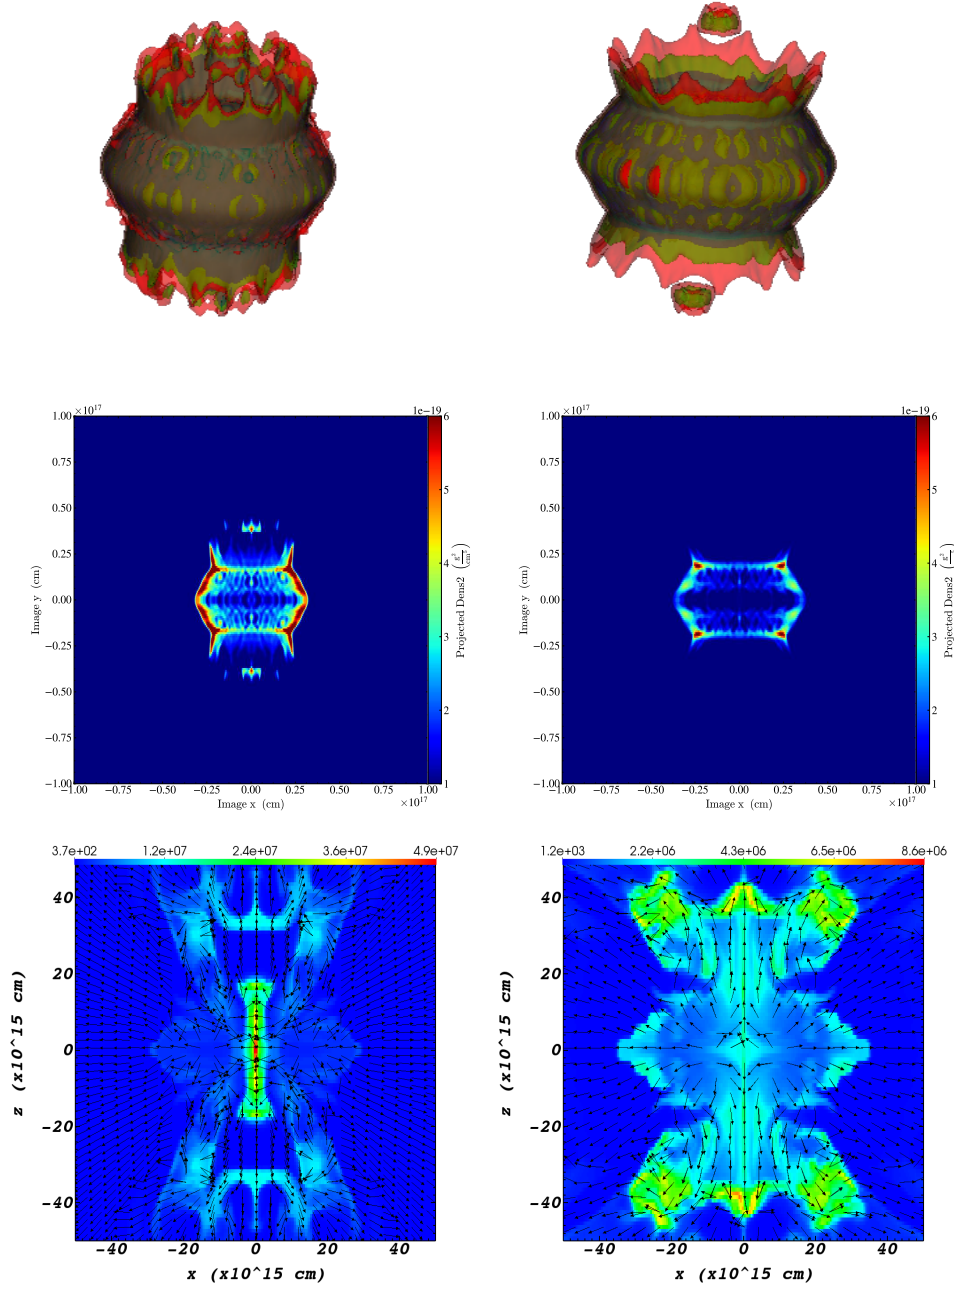 ×10¹⁷ 1e−19 ×10¹⁷ 1e−19
1.00 6 1.00 6
0.75 0.75
5 5
0.50 0.50
0.25 0.25
4 4
Image y (cm) 0.00 Projected Dens2 Image y (cm) 0.00 Projected Dens2
3 3
−0.25 −0.25
−0.50 −0.50
2 2
−0.75 −0.75
−1.00 1 −1.00 1
−1.00 −0.75 −0.50 −0.25 0.00 0.25 0.50 0.75 1.00 −1.00 −0.75 −0.50 −0.25 0.00 0.25 0.50 0.75 1.00
Image x (cm) ×10¹⁷ Image x (cm) ×10¹⁷
3.7e+02 1.2e+07 2.4e+07 3.6e+07 4.9e+07 1.2e+03 2.2e+06 4.3e+06 6.5e+06 8.6e+06
40 40
20 20
z (x10^15 cm) 0 z (x10^15 cm) 0
−20 −20
−40 −40
−40 −20 0 20 40 −40 −20 0 20 40
x (x10^15 cm) x (x10^15 cm)